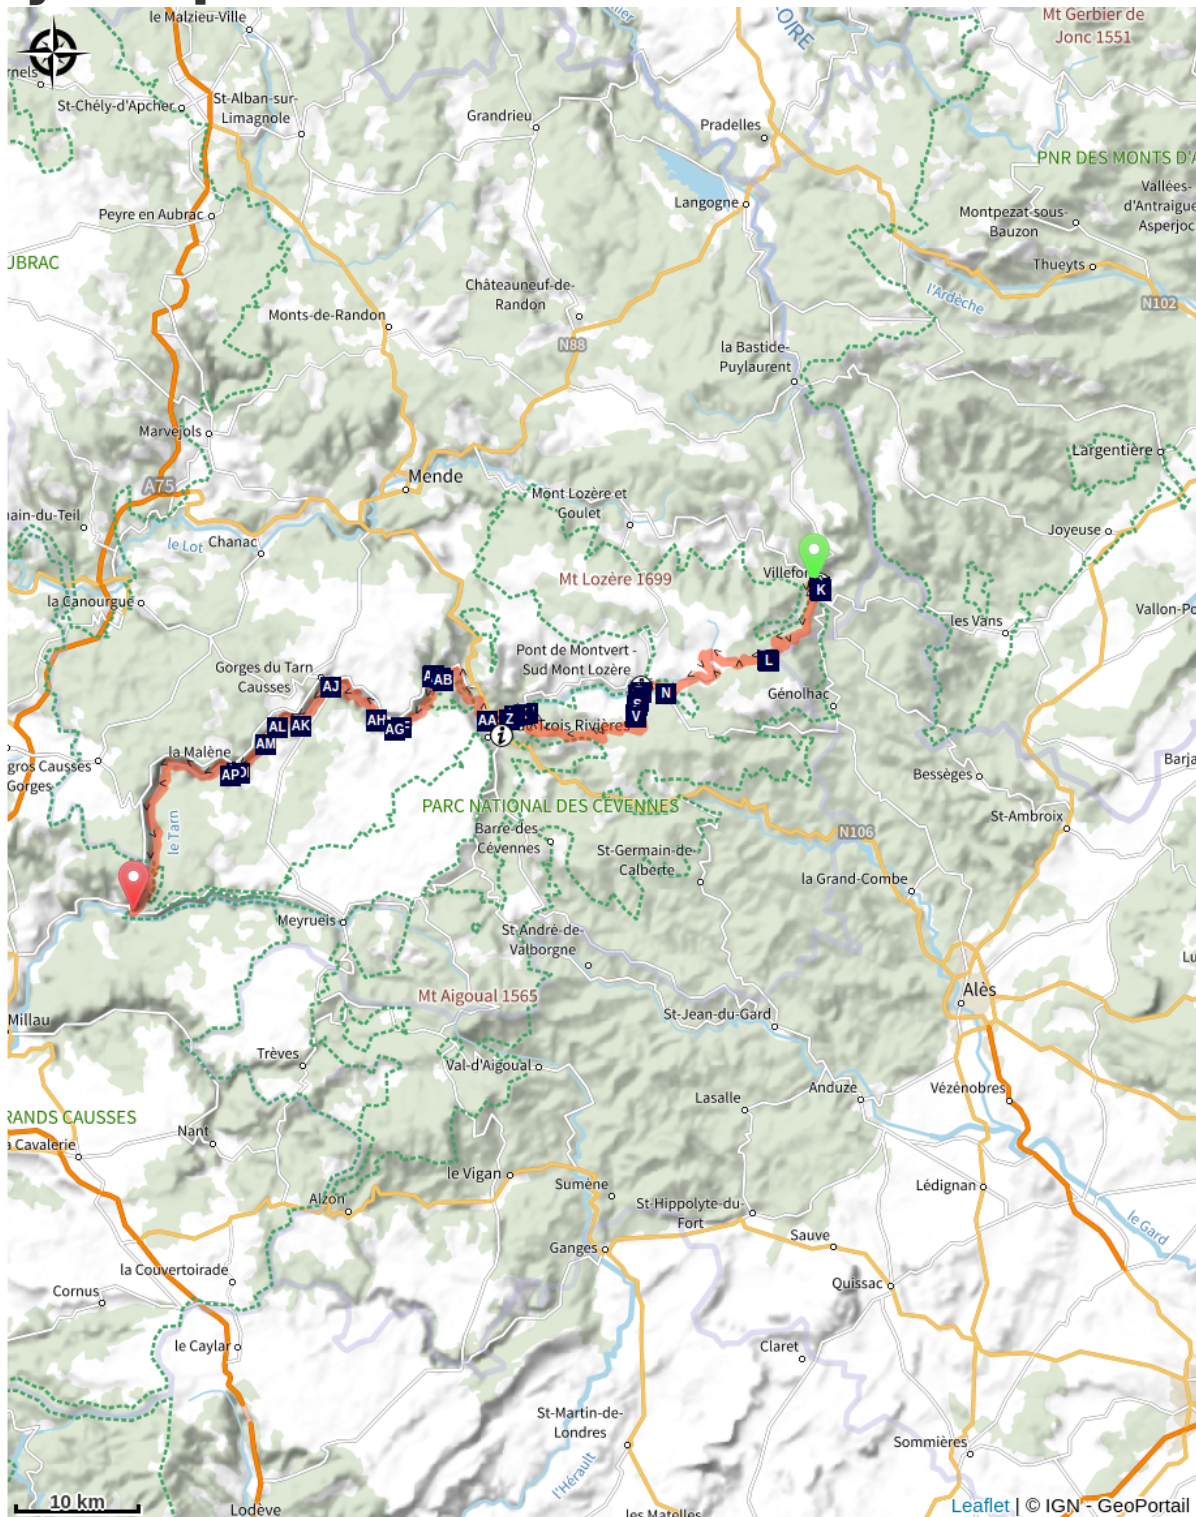 le Malzieu-Ville
Mt Gerbier de
Jonc 1551
LOIRE
St-Chély-d'Apcher
St-Alban-sur-
Limagnole
Grandrieu
Pradelles
PNR DES MONTS D'A
Vallées-
d'Antraigue
Asperjoc
Langogne
Peyre en Aubrac
Montpezat-sous-
Bauzon
UBRAC
Thueyts
Châteauneuf-de-
Randon
l'Ardèche
N102
Monts-de-Randon
N88
la Bastide-
Puylaurent
Marvejols
Largentière
Mende
A75
Mont Lozère et
Goulet
ain-du-Teil
Joyeuse
le Lot
Chanac
Mt Lozère 1699
Villefor
K
la Canourgue
les Vans
Vallon-Po
Pont de Montvert -
Sud Mont Lozère
L
Gorges du Tarn
Causses
AJ
A
AB
N
Génolhac
S
V
AH
AG
AA
Z
Trois Rivières
i
AL
AK
AM
la Malène
AP
gros Causses
Gorges
Bessèges
Barja
PARC NATIONAL DES CÉVENNES
St-Ambroix
le Tarn
Barre-des-
Cévennes
St-Germain-de-
Calberte
N106
la Grand-Combe
Meyrueis
St-André-de-
Valborgne
Lu
Mt Aigoual 1565
Alès
Millau
St-Jean-du-Gard
Trèves
Val-d'Aigoual
Anduze
Vézénobres
Lasalle
RANDS CAUSSES
Nant
a Cavalerie
le Vigan
Sumène
Lédignan
Alzon
St-Hippolyte-du-
Fort
le Gard
Ganges
Sauve
la Couvertoirade
Quissac
Cornus
le Caylar
Claret
St-Martin-de-
Londres
Sommières
l'Hérault
10 km
Lodève
les Matelles
Leaflet | © IGN - GeoPortail